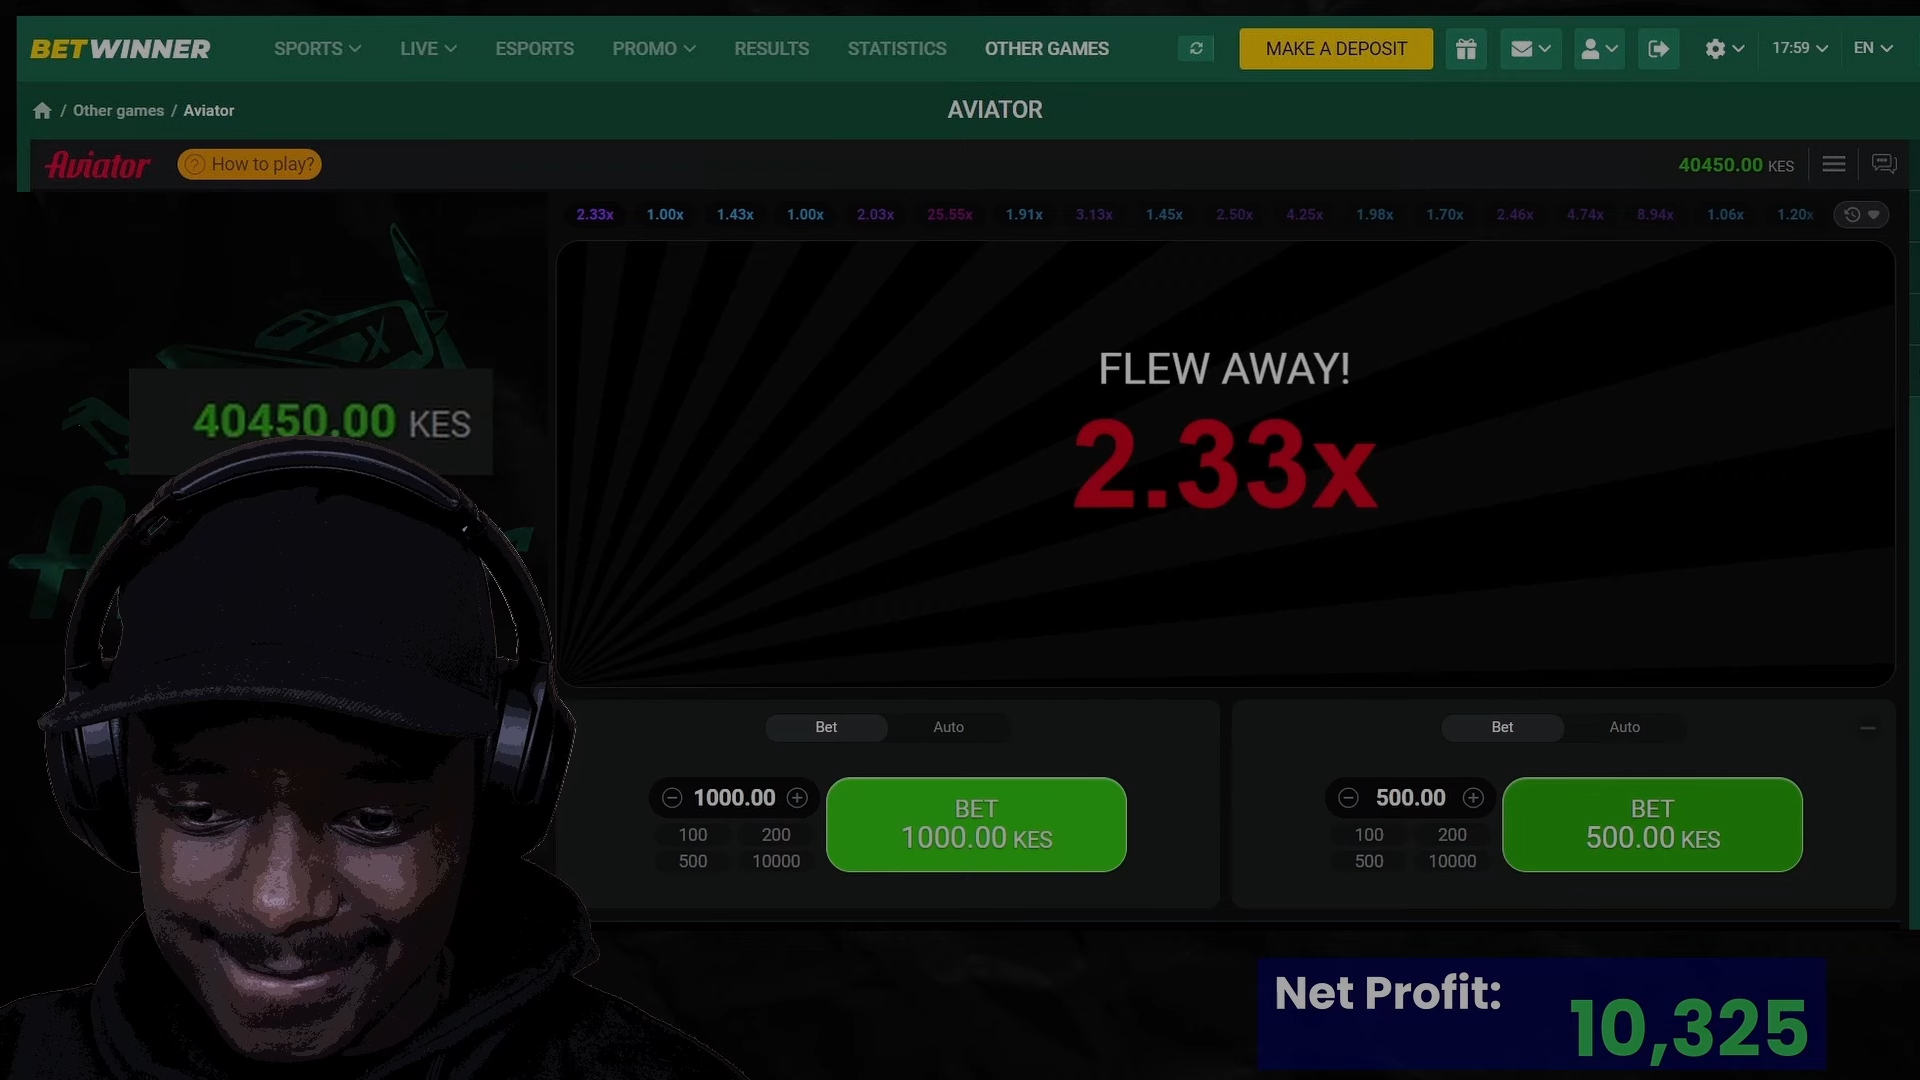 BETWINNER SPORTS LIVE ESPORTS PROMO RESULTS STATISTICS OTHER GAMES MAKE A DEPOSIT 17:59 EN
/ Other games / Aviator AVIATOR
Aviator ? How to play? 40450.00 KES
2.33x 1.00x 1.43x 1.00x 2.03x 25.55x 1.91x 3.13x 1.45x 2.50x 4.25x 1.98x 1.70x 2.46x 4.74x 8.94x 1.06x 1.20x
FLEW AWAY!
2.33x
40450.00 KES
Bet Auto
1000.00
100 200
500 10000
BET
1000.00 KES
Bet Auto
500.00
100 200
500 10000
BET
500.00 KES
Net Profit:
10,325